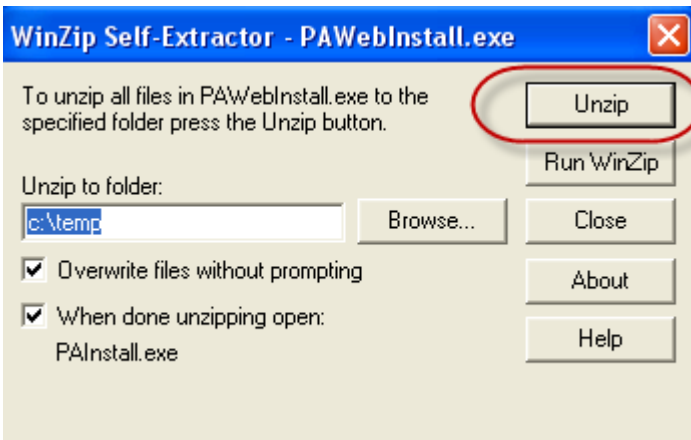 WinZip Self-Extractor - PAWebInstall.exe
To unzip all files in PAWebInstall.exe to the
specified folder press the Unzip button.
Unzip to folder:
c:\temp
Browse...
Overwrite files without prompting
When done unzipping open:
PAInstall.exe
Unzip
Run WinZip
Close
About
Help